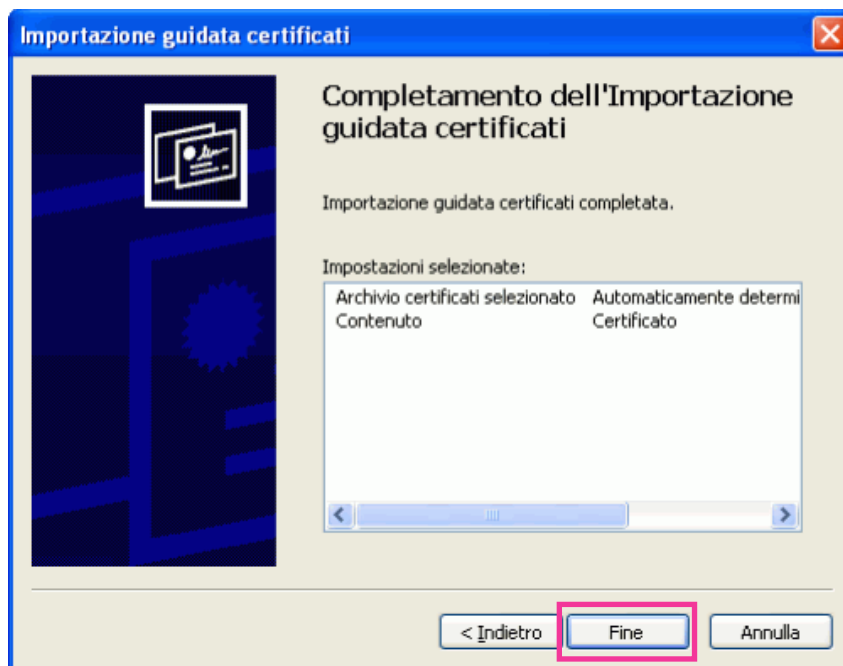 Importazione guidata certificati
Completamento dell'Importazione
guidata certificati
Importazione guidata certificati completata.
Impostazioni selezionate:
Archivio certificati selezionato Automaticamente determi
Contenuto Certificato
< Indietro Fine Annulla